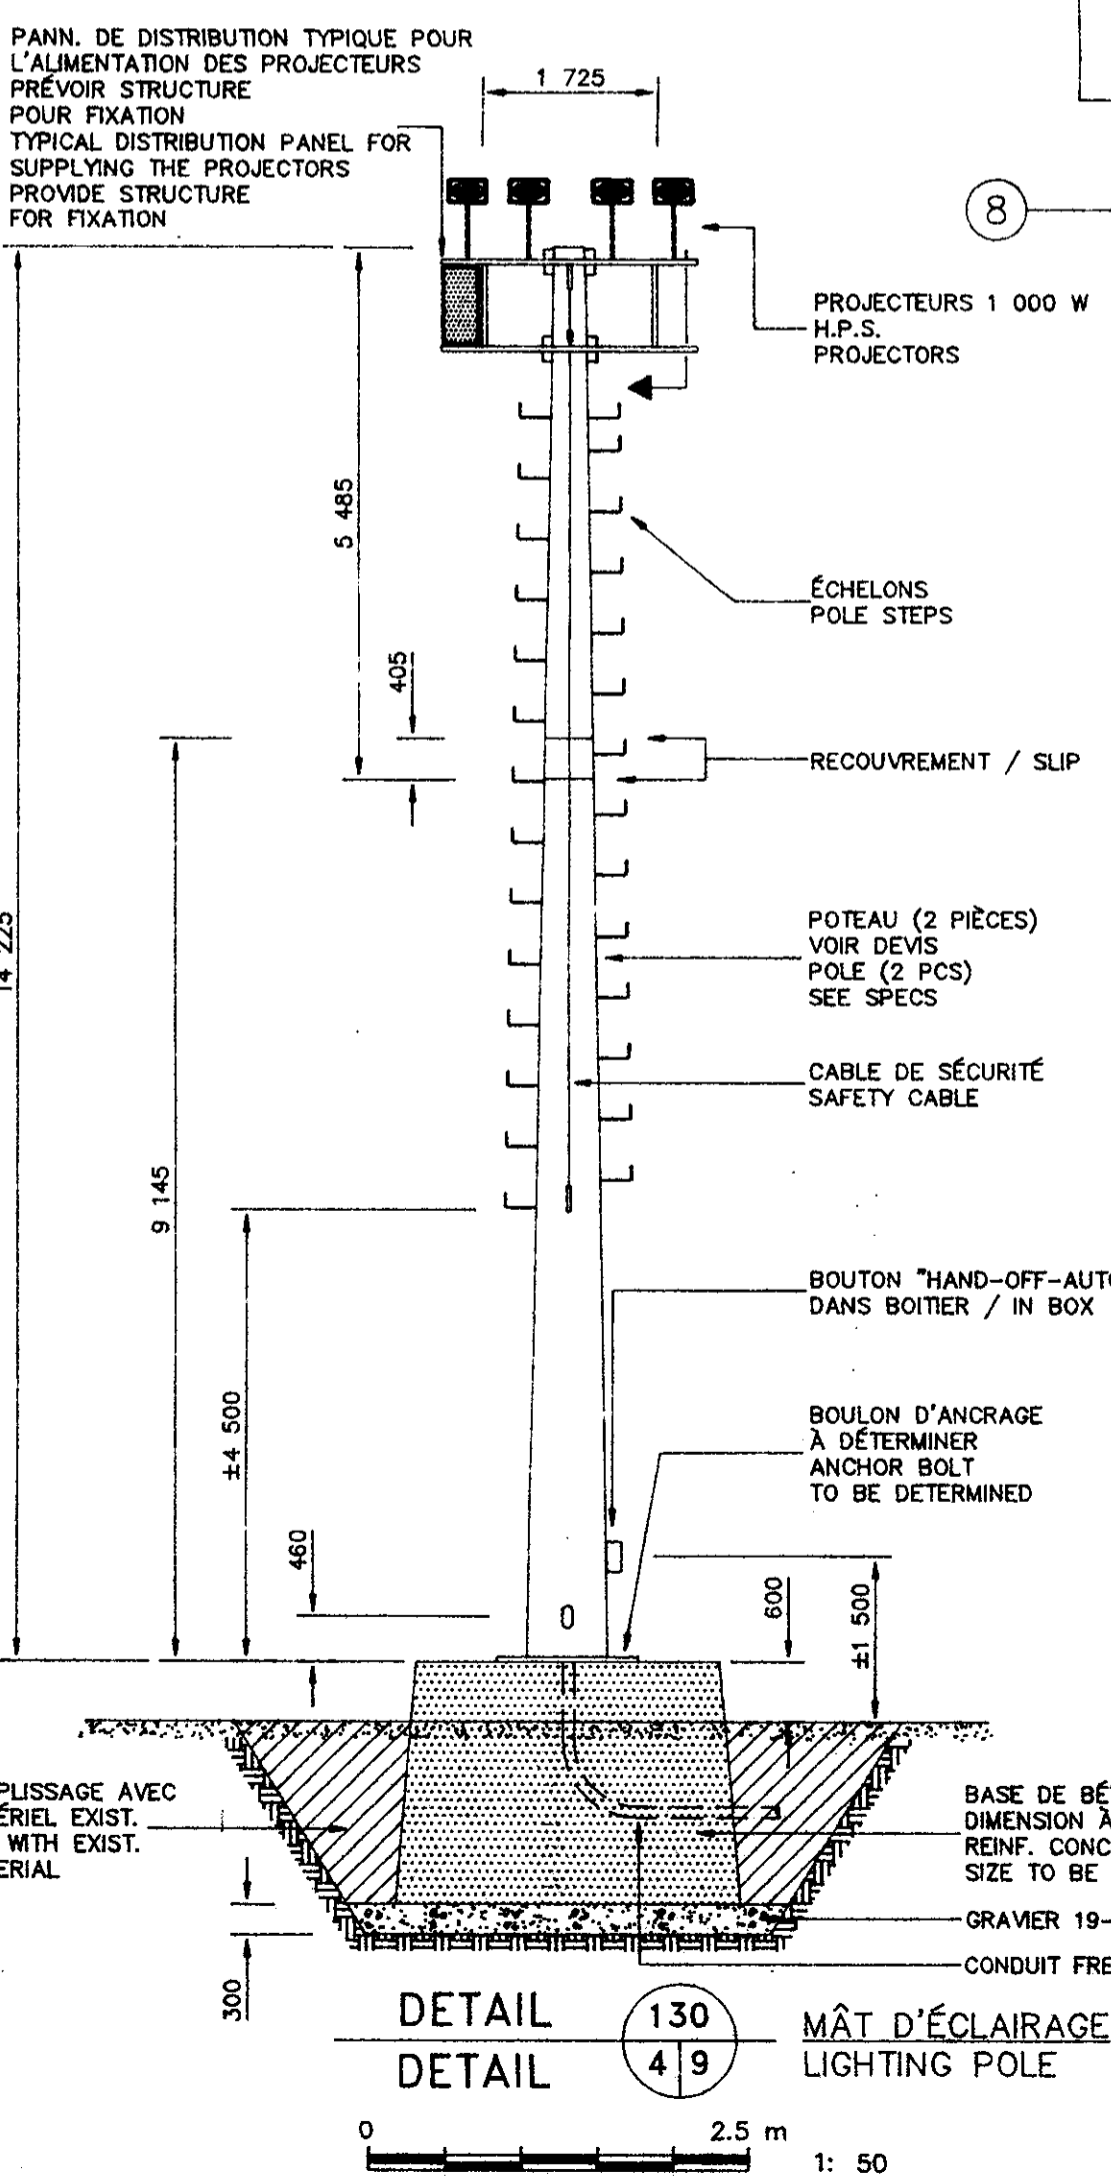 PANN. DE DISTRIBUTION TYPIQUE POUR
L'ALIMENTATION DES PROJECTEURS
PRÉVOIR STRUCTURE
POUR FIXATION
TYPICAL DISTRIBUTION PANEL FOR
SUPPLYING THE PROJECTORS
PROVIDE STRUCTURE
FOR FIXATION
1 725
8
PROJECTEURS 1 000 W
H.P.S.
PROJECTORS
5 485
ÉCHELONS
POLE STEPS
405
RECOUVREMENT / SLIP
14 225
POTEAU (2 PIÈCES)
VOIR DEVIS
POLE (2 PCS)
SEE SPECS
CABLE DE SÉCURITÉ
SAFETY CABLE
9 145
BOUTON "HAND-OFF-AUTO
DANS BOITIER / IN BOX
±4 500
BOULON D'ANCRAGE
À DÉTERMINER
ANCHOR BOLT
TO BE DETERMINED
460
600
±1 500
PLISSAGE AVEC
ÉRIEL EXIST.
WITH EXIST.
ERIAL
BASE DE BÉ
DIMENSION À
REINF. CONC
SIZE TO BE
GRAVIER 19-
CONDUIT FRE
300
DETAIL
DETAIL
130
4 | 9
MÂT D'ÉCLAIRAGE
LIGHTING POLE
0 2.5 m
1: 50